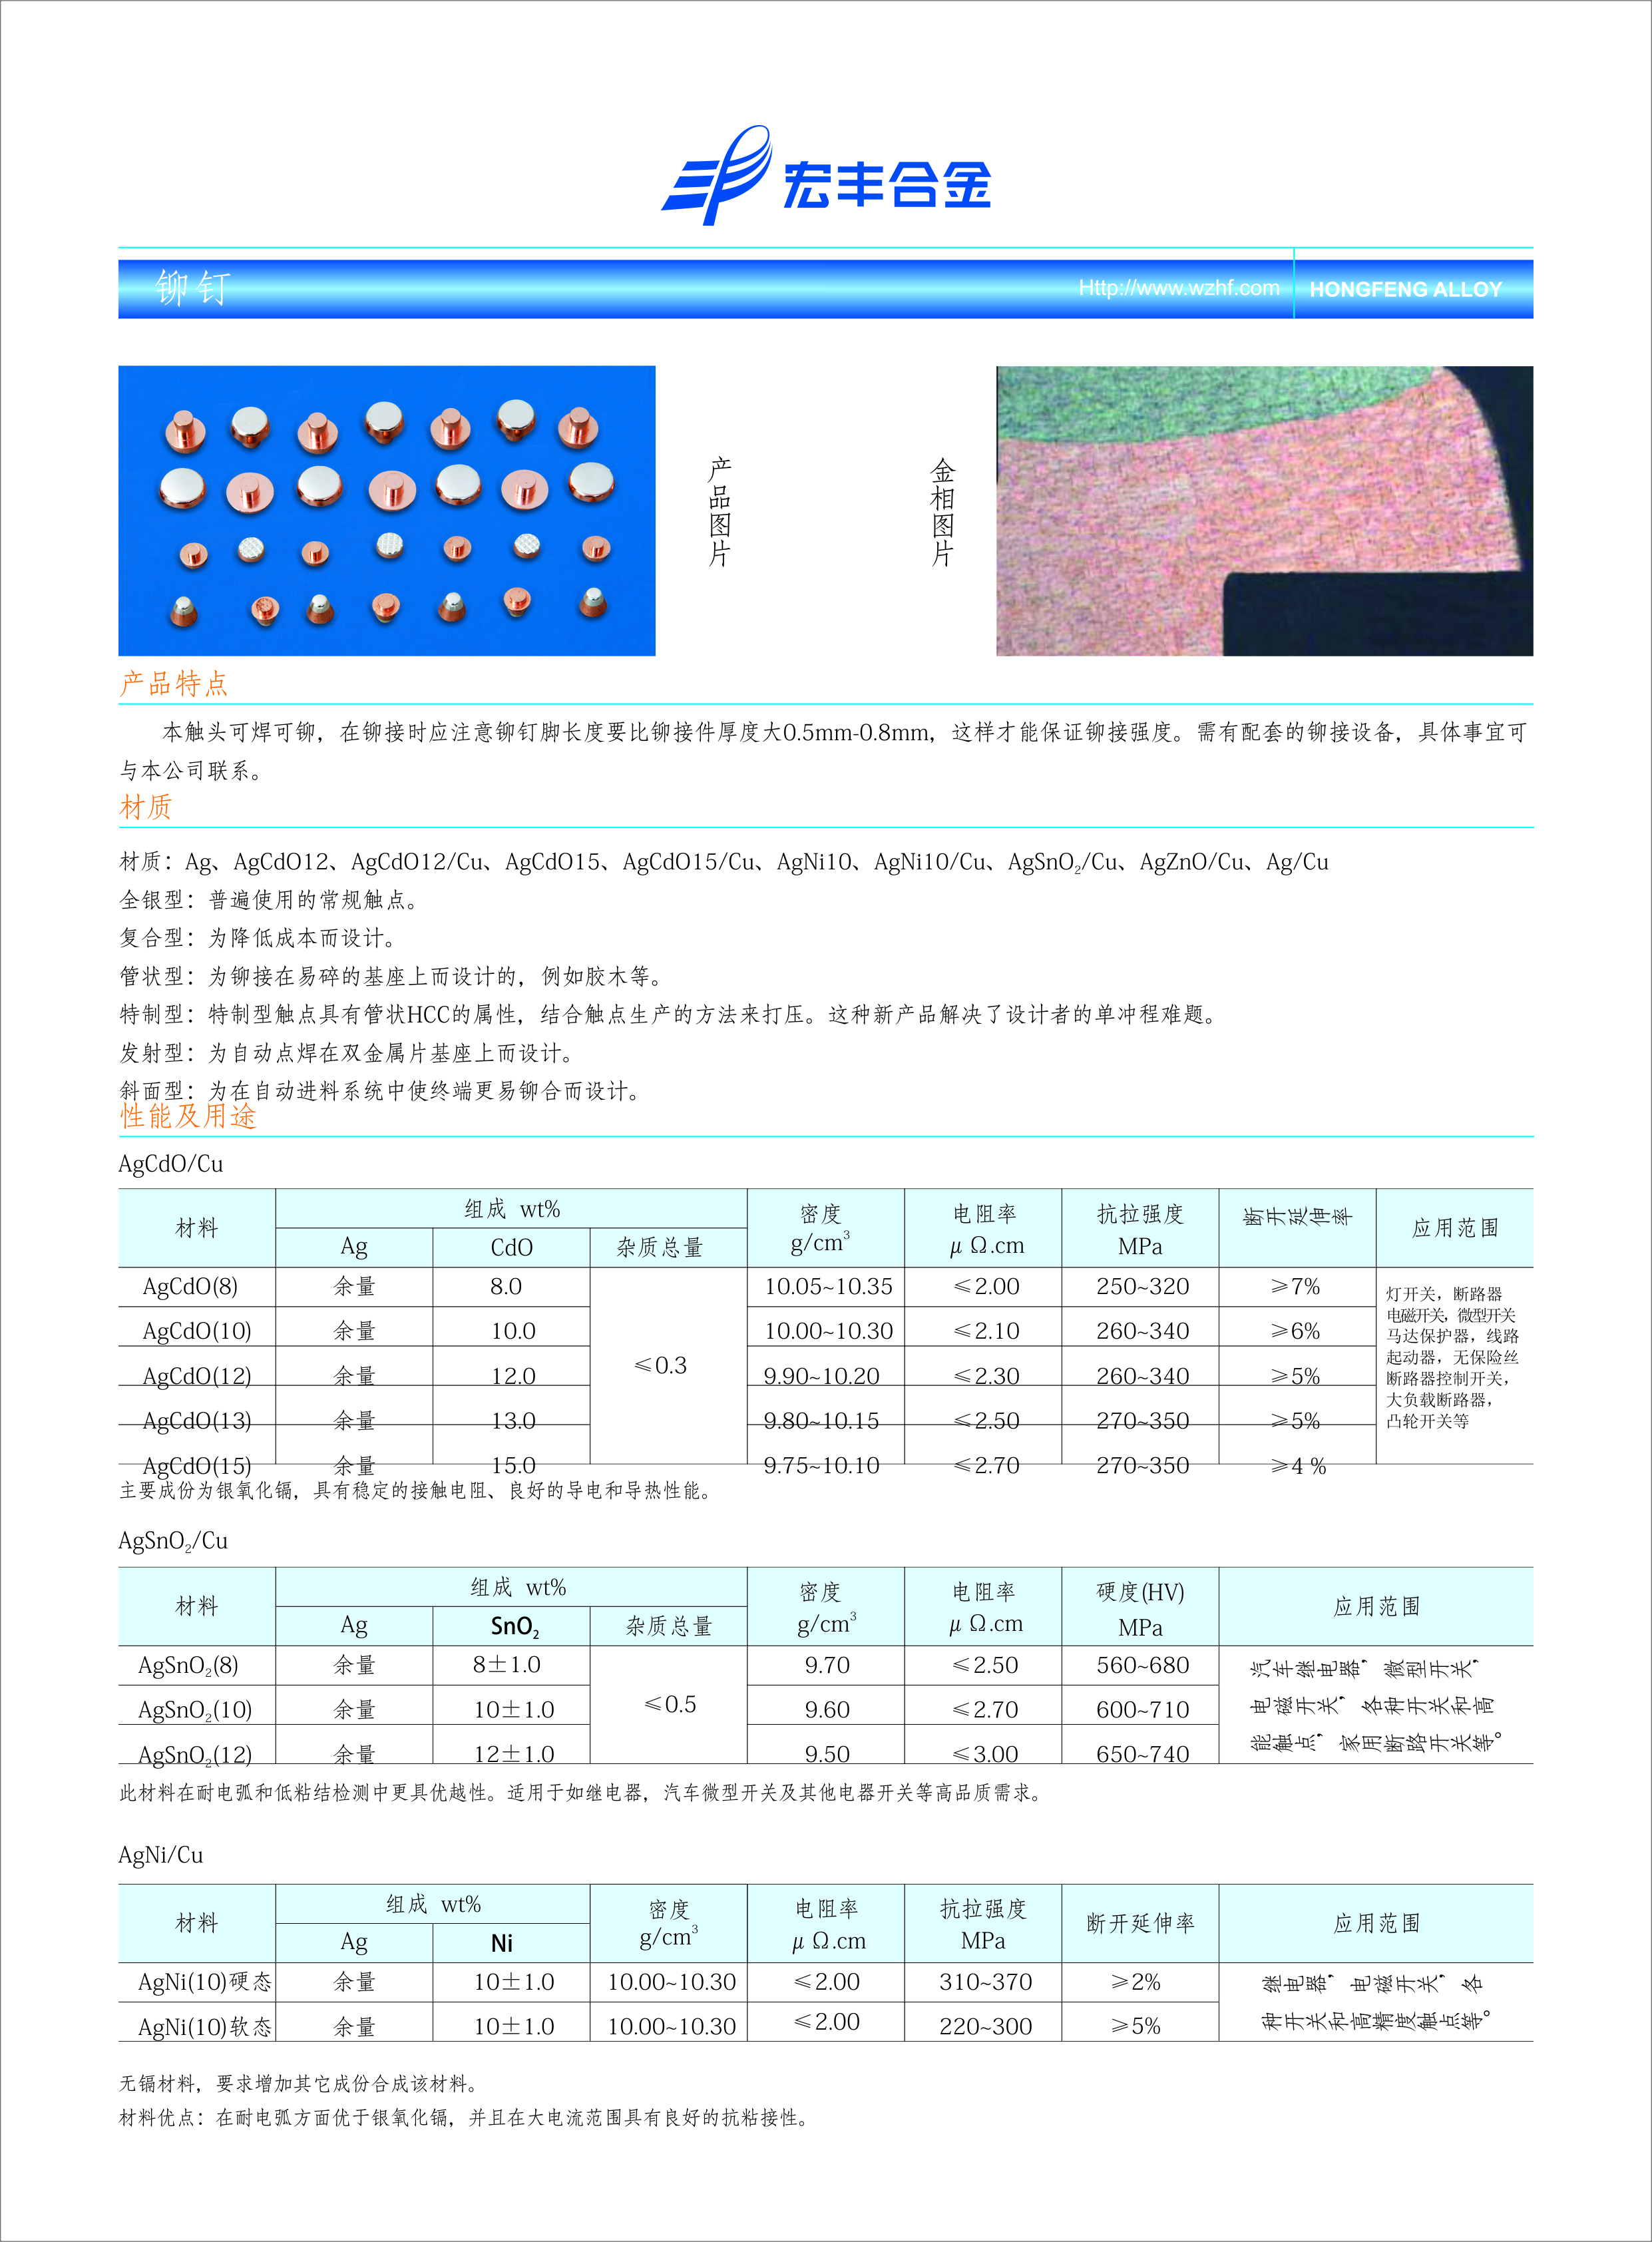 宏丰合金
铆钉
Http://www.wzhf.com
HONGFENG ALLOY
产品图片
金相图片
产品特点
本触头可焊可铆，在铆接时应注意铆钉脚长度要比铆接件厚度大0.5mm-0.8mm，这样才能保证铆接强度。需有配套的铆接设备，具体事宜可
与本公司联系。
材质
材质：Ag、AgCdO12、AgCdO12/Cu、AgCdO15、AgCdO15/Cu、AgNi10、AgNi10/Cu、AgSnO₂/Cu、AgZnO/Cu、Ag/Cu
全银型：普遍使用的常规触点。
复合型：为降低成本而设计。
管状型：为铆接在易碎的基座上而设计的，例如胶木等。
特制型：特制型触点具有管状HCC的属性，结合触点生产的方法来打压。这种新产品解决了设计者的单冲程难题。
发射型：为自动点焊在双金属片基座上而设计。
斜面型：为在自动进料系统中使终端更易铆合而设计。
性能及用途
AgCdO/Cu
材料 组成 wt% 密度 g/cm³ 电阻率 μΩ.cm 抗拉强度 MPa 断开延伸率 应用范围
Ag CdO 杂质总量
AgCdO(8) 余量 8.0 10.05~10.35 ≤2.00 250~320 ≥7%
AgCdO(10) 余量 10.0 10.00~10.30 ≤2.10 260~340 ≥6%
AgCdO(12) 余量 12.0 9.90~10.20 ≤2.30 260~340 ≥5%
AgCdO(13) 余量 13.0 9.80~10.15 ≤2.50 270~350 ≥5%
AgCdO(15) 余量 15.0 9.75~10.10 ≤2.70 270~350 ≥4 %
≤0.3
灯开关，断路器
电磁开关，微型开关
马达保护器，线路
起动器，无保险丝
断路器控制开关，
大负载断路器，
凸轮开关等
主要成份为银氧化镉，具有稳定的接触电阻、良好的导电和导热性能。
AgSnO₂/Cu
材料 组成 wt% 密度 g/cm³ 电阻率 μΩ.cm 硬度(HV) MPa 应用范围
Ag SnO₂ 杂质总量
AgSnO₂(8) 余量 8±1.0 9.70 ≤2.50 560~680
AgSnO₂(10) 余量 10±1.0 9.60 ≤2.70 600~710
AgSnO₂(12) 余量 12±1.0 9.50 ≤3.00 650~740
≤0.5
汽车继电器，微型开关，
电磁开关，各种开关和高
能触点，家用断路开关等。
此材料在耐电弧和低粘结检测中更具优越性。适用于如继电器，汽车微型开关及其他电器开关等高品质需求。
AgNi/Cu
材料 组成 wt% 密度 g/cm³ 电阻率 μΩ.cm 抗拉强度 MPa 断开延伸率 应用范围
Ag Ni
AgNi(10)硬态 余量 10±1.0 10.00~10.30 ≤2.00 310~370 ≥2%
AgNi(10)软态 余量 10±1.0 10.00~10.30 ≤2.00 220~300 ≥5%
继电器，电磁开关，各
种开关和高精度触点等。
无镉材料，要求增加其它成份合成该材料。
材料优点：在耐电弧方面优于银氧化镉，并且在大电流范围具有良好的抗粘接性。